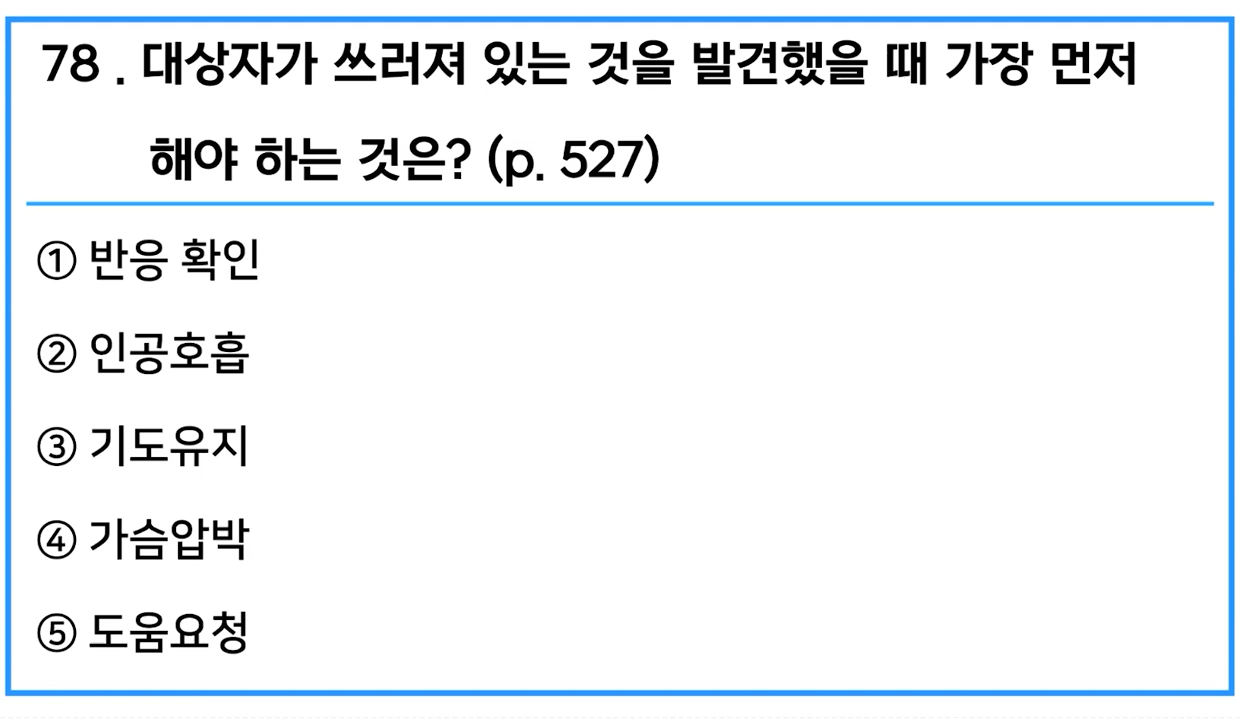 78 . 대상자가 쓰러져 있는 것을 발견했을 때 가장 먼저
해야 하는 것은? (p. 527)
① 반응 확인
② 인공호흡
③ 기도유지
④ 가슴압박
⑤ 도움요청